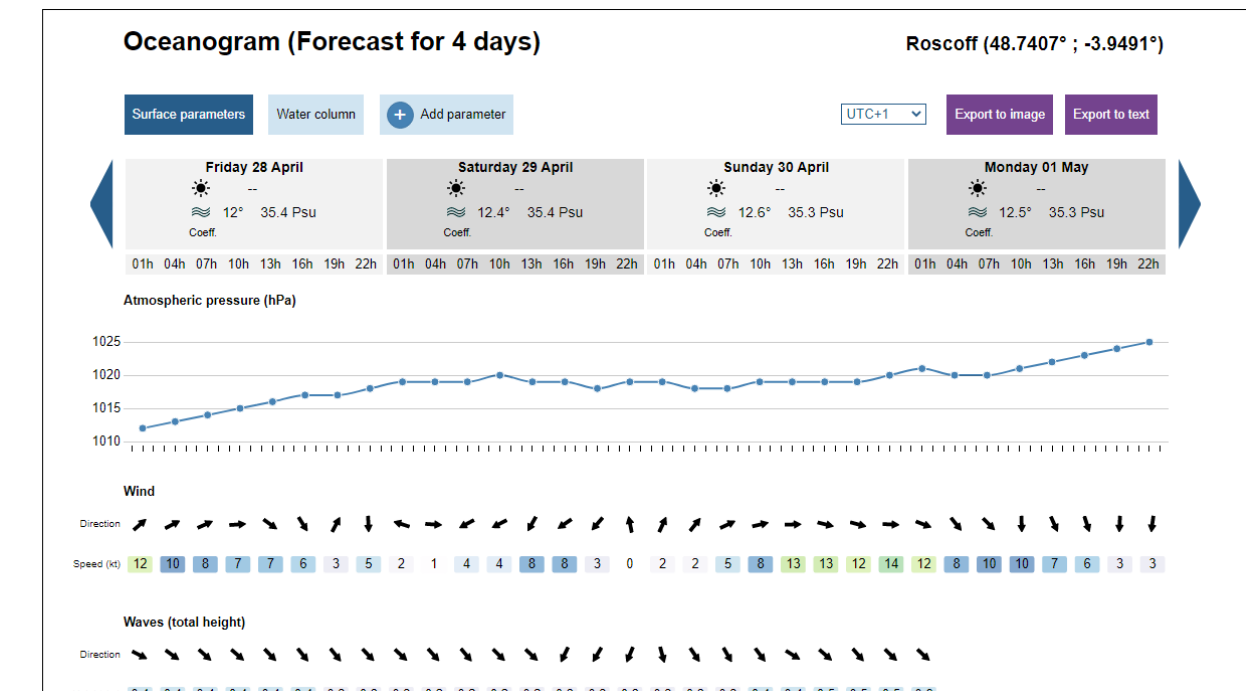 Oceanogram (Forecast for 4 days) Roscoff (48.7407° ; -3.9491°)
Surface parameters Water column + Add parameter UTC+1 Export to image Export to text
Friday 28 April Saturday 29 April Sunday 30 April Monday 01 May
-- -- -- --
12° 35.4 Psu 12.4° 35.4 Psu 12.6° 35.3 Psu 12.5° 35.3 Psu
Coeff. Coeff. Coeff. Coeff.
01h 04h 07h 10h 13h 16h 19h 22h 01h 04h 07h 10h 13h 16h 19h 22h 01h 04h 07h 10h 13h 16h 19h 22h 01h 04h 07h 10h 13h 16h 19h 22h
Atmospheric pressure (hPa)
1025
1020
1015
1010
Wind
Direction
Speed (kt) 12 10 8 7 7 6 3 5 2 1 4 4 8 8 3 0 2 2 5 8 13 13 12 14 12 8 10 10 7 6 3 3
Waves (total height)
Direction